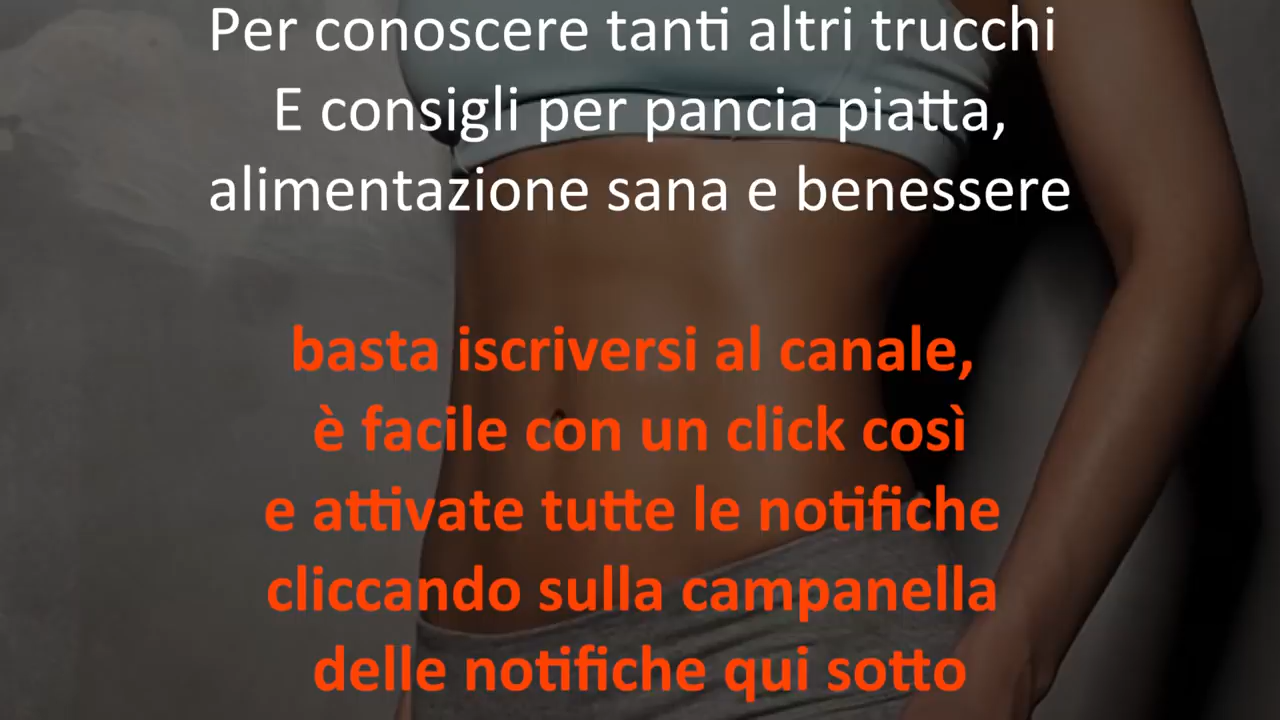 Per conoscere tanti altri trucchi
E consigli per pancia piatta,
alimentazione sana e benessere
basta iscriversi al canale,
è facile con un click così
e attivate tutte le notifiche
cliccando sulla campanella
delle notifiche qui sotto